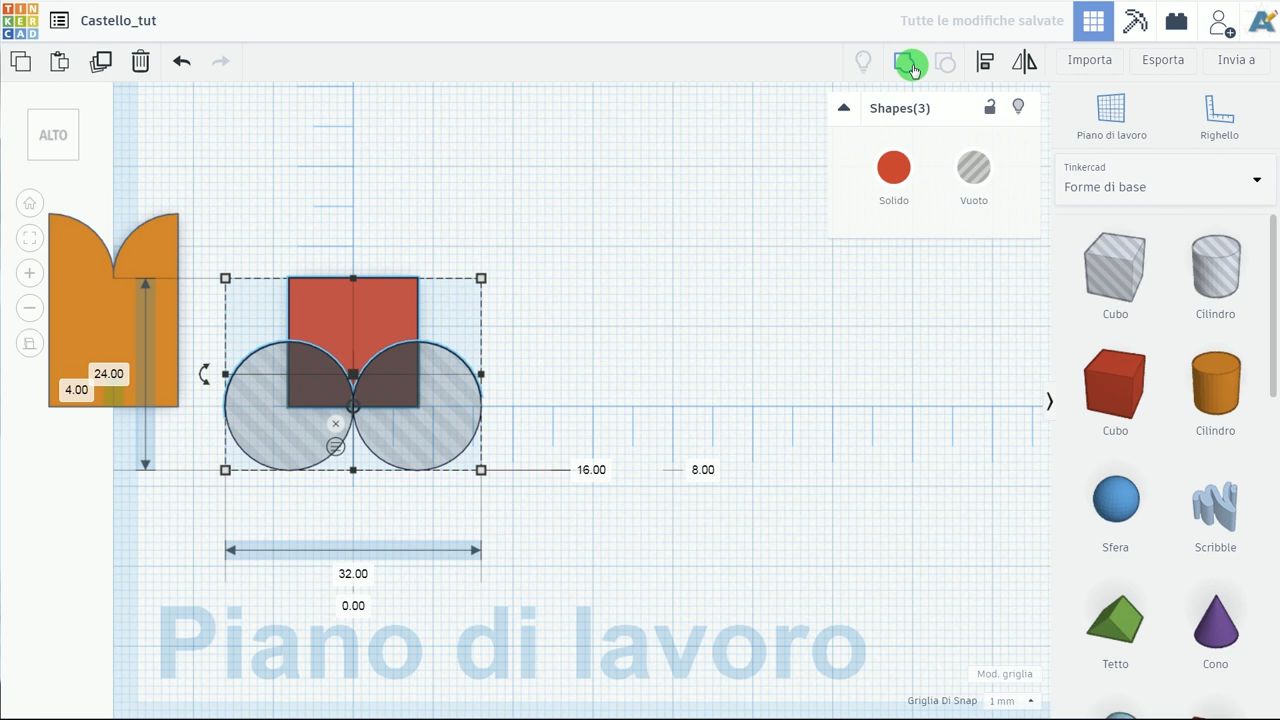 TIN
KER
CAD
Castello_tut
Tutte le modifiche salvate
Importa
Esporta
Invia a
ALTO
Shapes(3)
Solido
Vuoto
Piano di lavoro
Righello
Tinkercad
Forme di base
Cubo
Cilindro
Cubo
Cilindro
Sfera
Scribble
Tetto
Cono
24.00
4.00
16.00
8.00
32.00
0.00
Piano di lavoro
Mod. griglia
Griglia Di Snap
1 mm